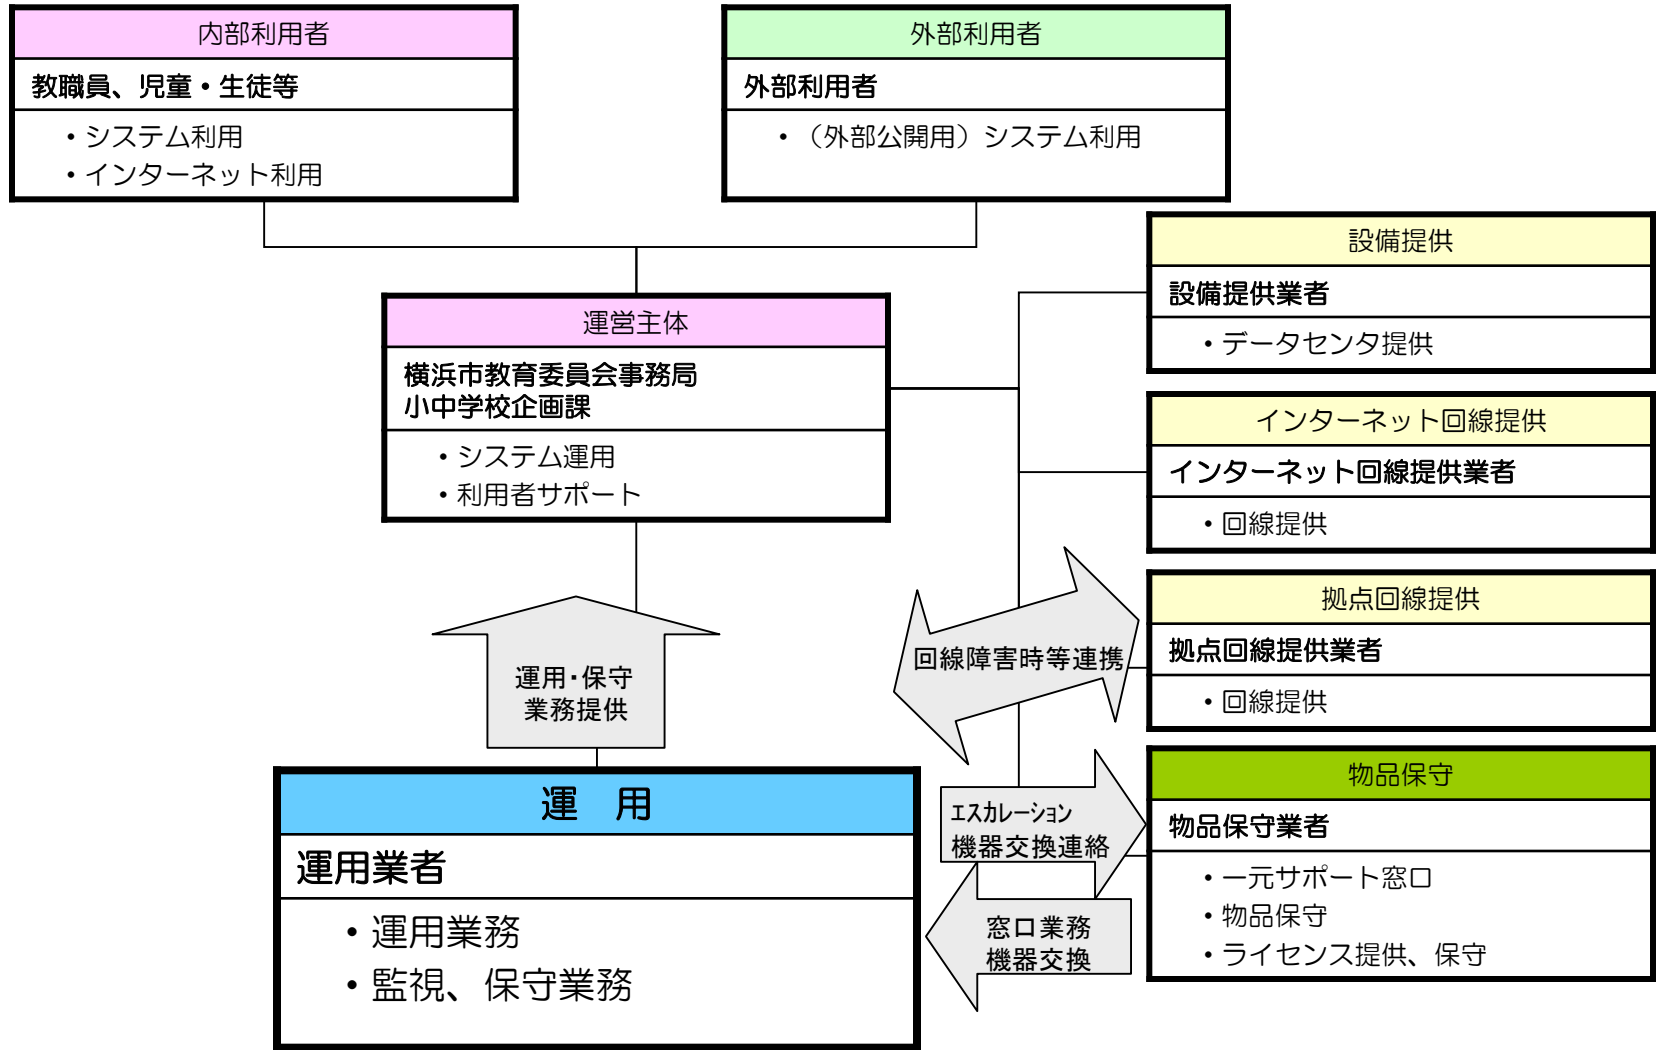 内部利用者
教職員、児童・生徒等
・システム利用
・インターネット利用
外部利用者
外部利用者
・（外部公開用）システム利用
運営主体
横浜市教育委員会事務局
小中学校企画課
・システム運用
・利用者サポート
設備提供
設備提供業者
・データセンタ提供
インターネット回線提供
インターネット回線提供業者
・回線提供
拠点回線提供
拠点回線提供業者
・回線提供
回線障害時等連携
運用・保守
業務提供
運　用
運用業者
・運用業務
・監視、保守業務
ｴｽｶﾚｰｼｮﾝ
機器交換連絡
窓口業務
機器交換
物品保守
物品保守業者
・一元サポート窓口
・物品保守
・ライセンス提供、保守